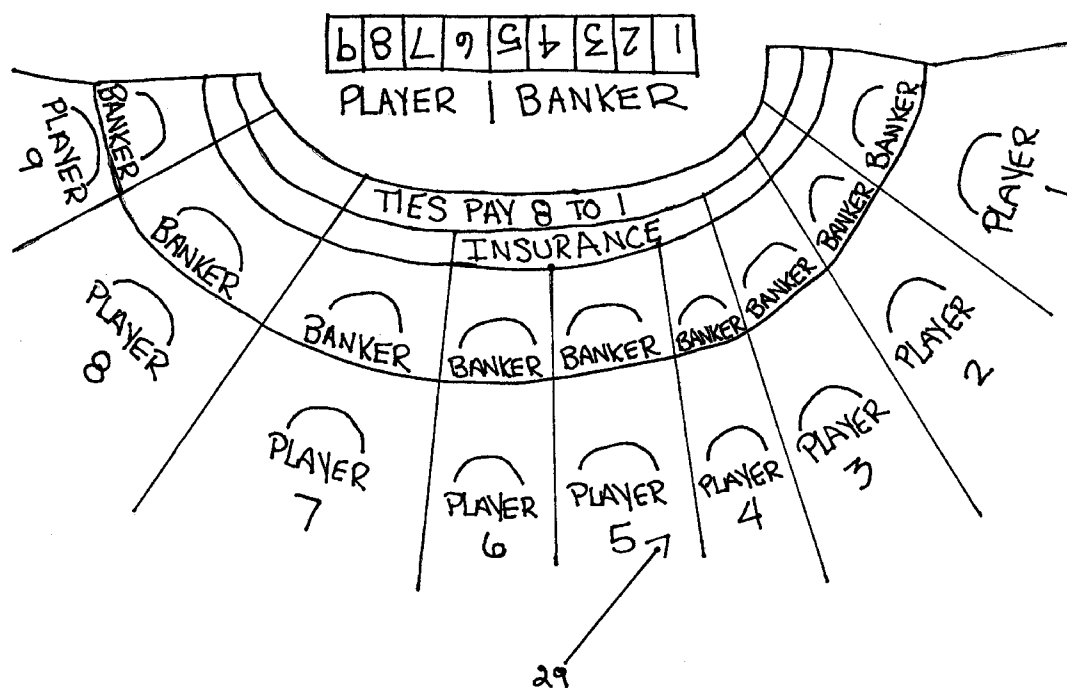 9 8 7 6 5 4 3 2 1
PLAYER | BANKER
TIES PAY 8 TO 1
INSURANCE
BANKER
BANKER
BANKER
BANKER
BANKER
BANKER
BANKER
BANKER
BANKER
PLAYER
9
PLAYER
8
PLAYER
7
PLAYER
6
PLAYER
5
PLAYER
4
PLAYER
3
PLAYER
2
PLAYER
1
29